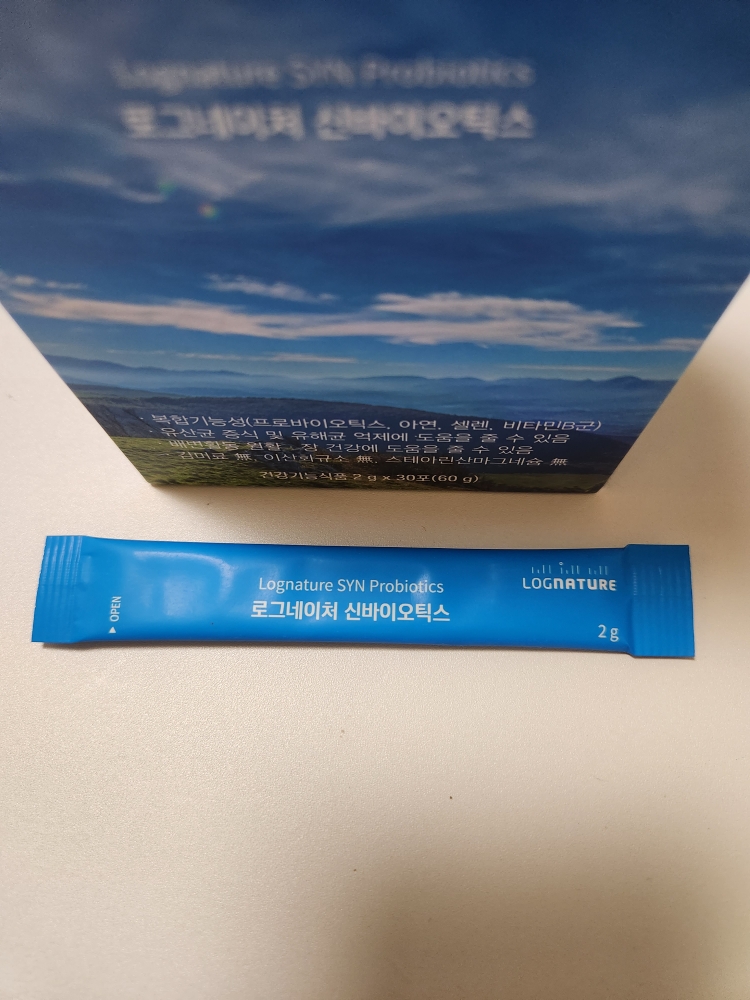 Lognature SYN Probiotics
로그네이처 신바이오틱스
· 복합기능성(프로바이오틱스, 아연, 셀렌, 비타민B군)
· 유산균 증식 및 유해균 억제에 도움을 줄 수 있음
배변활동 원활 · 장 건강에 도움을 줄 수 있음
· 감미료 無, 이산화규소 無, 스테아린산마그네슘 無
건강기능식품 2 g x 30포(60 g)
▲ OPEN
Lognature SYN Probiotics
로그네이처 신바이오틱스
LOGNATURE
2 g